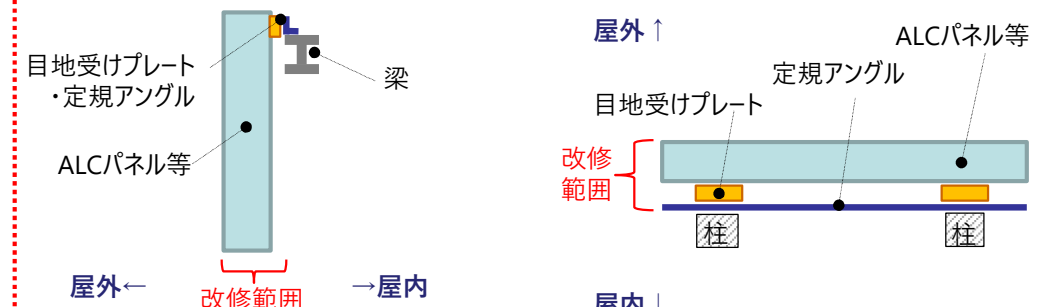 目地受けプレート
・定規アングル
梁
ALCパネル等
屋外←
改修範囲
→屋内
屋外↑
ALCパネル等
定規アングル
目地受けプレート
改修
範囲
柱
柱
屋内↓